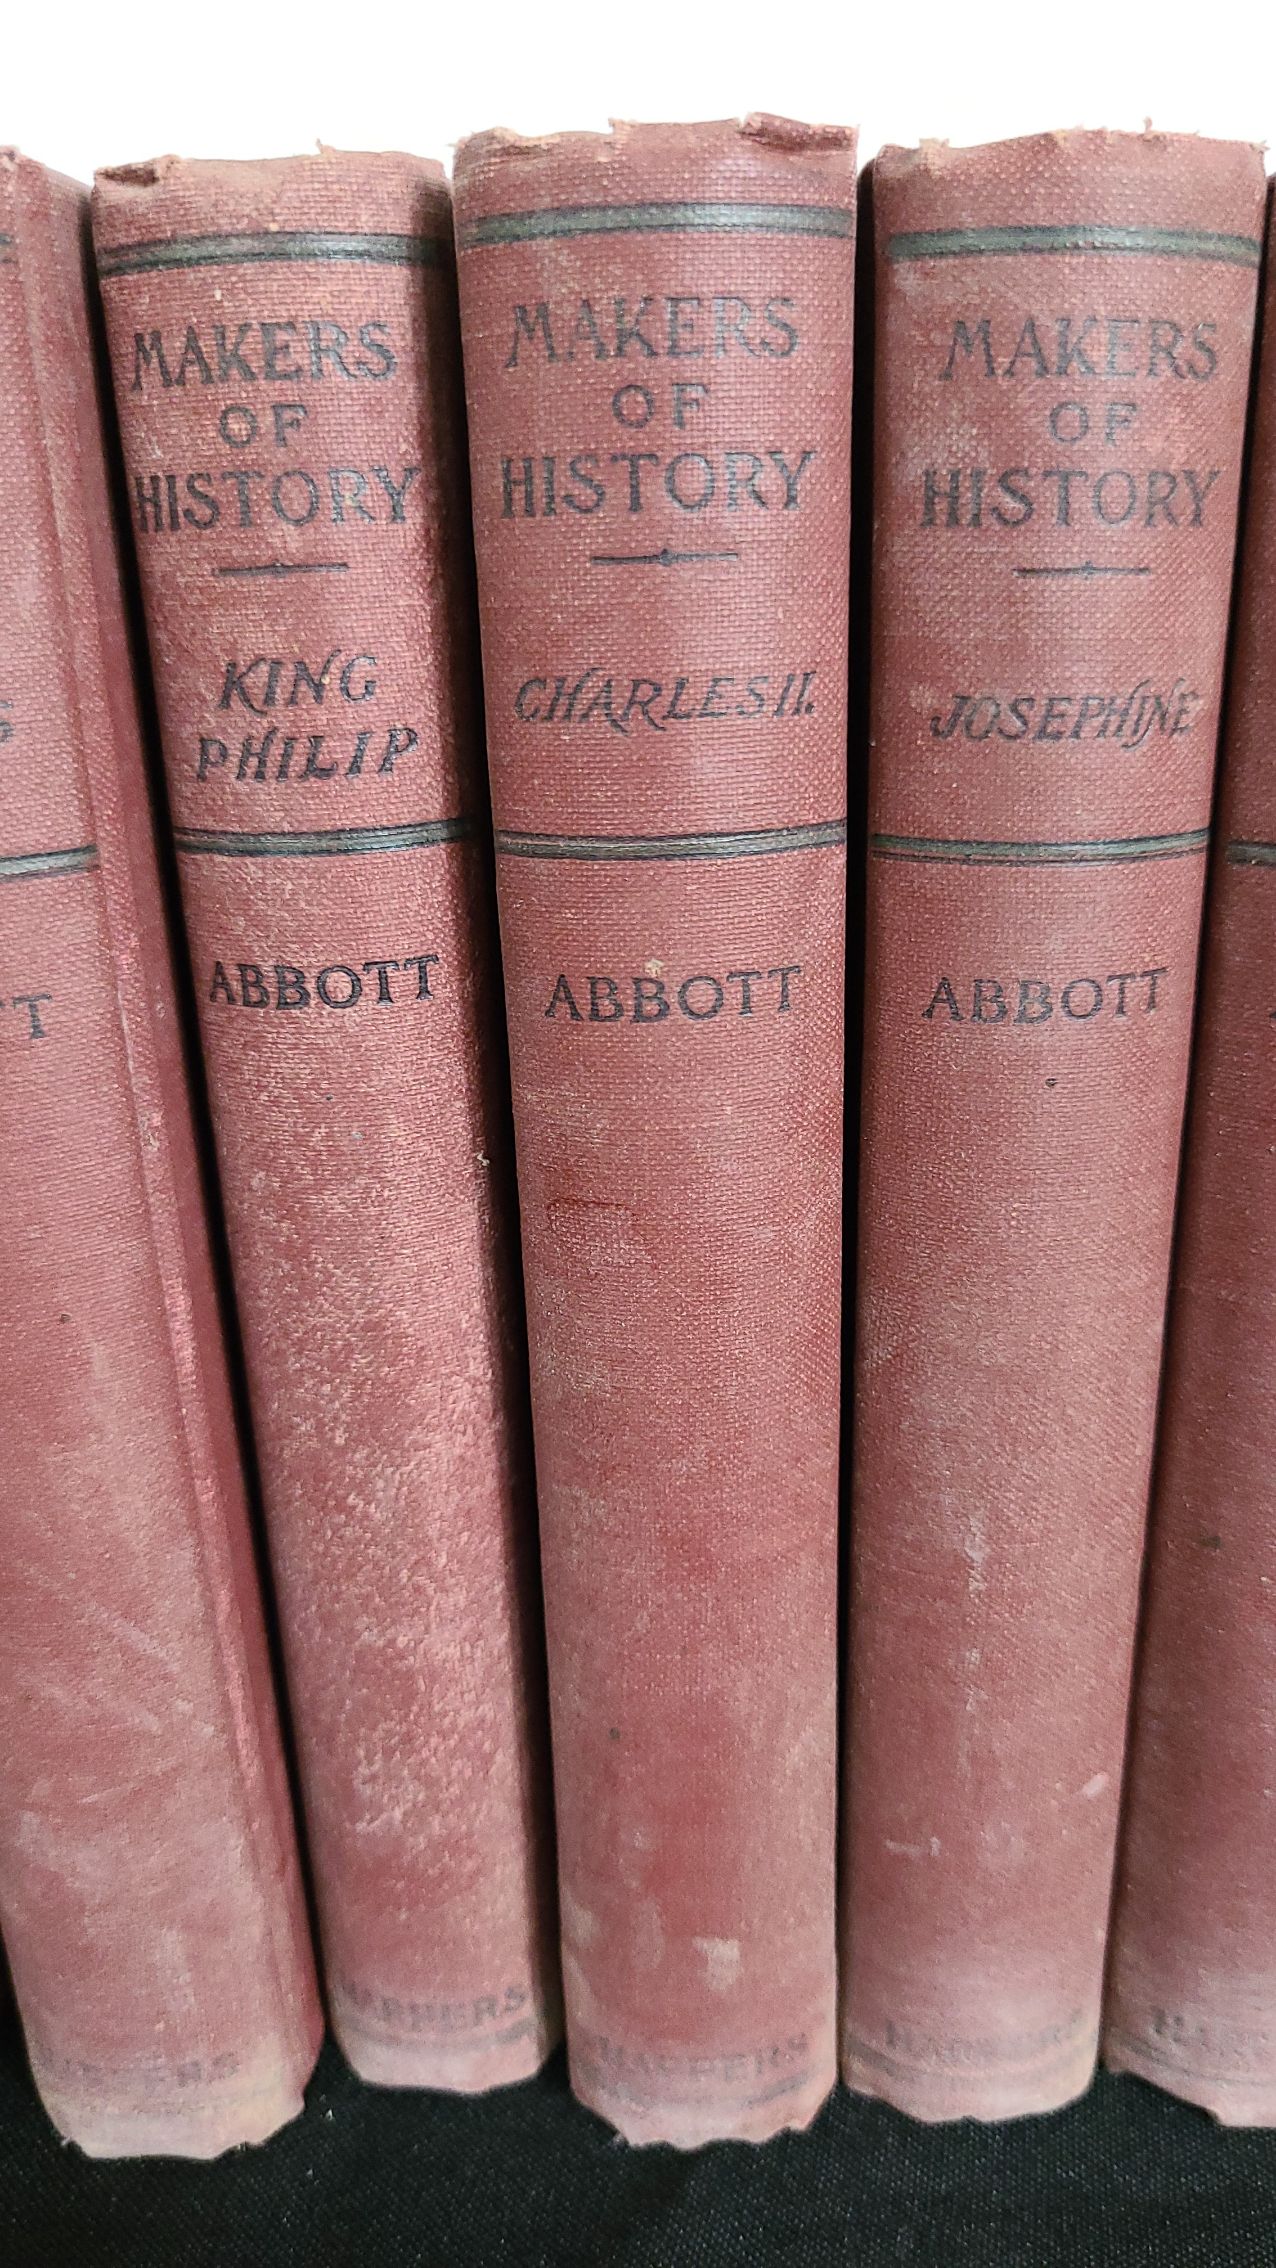 MAKERS
OF
HISTORY
KING
PHILIP
ABBOTT
HARPERS
MAKERS
OF
HISTORY
CHARLES II.
ABBOTT
HARPERS
MAKERS
OF
HISTORY
JOSEPHINE
ABBOTT
HARPERS